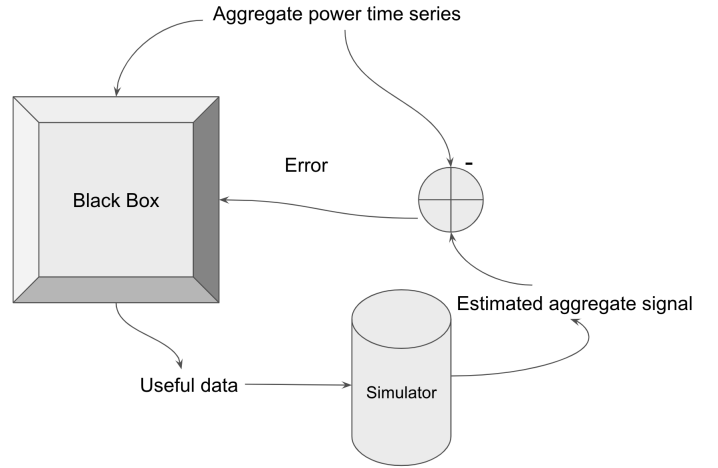 Aggregate power time series
-
Error
Black Box
Estimated aggregate signal
Useful data
Simulator